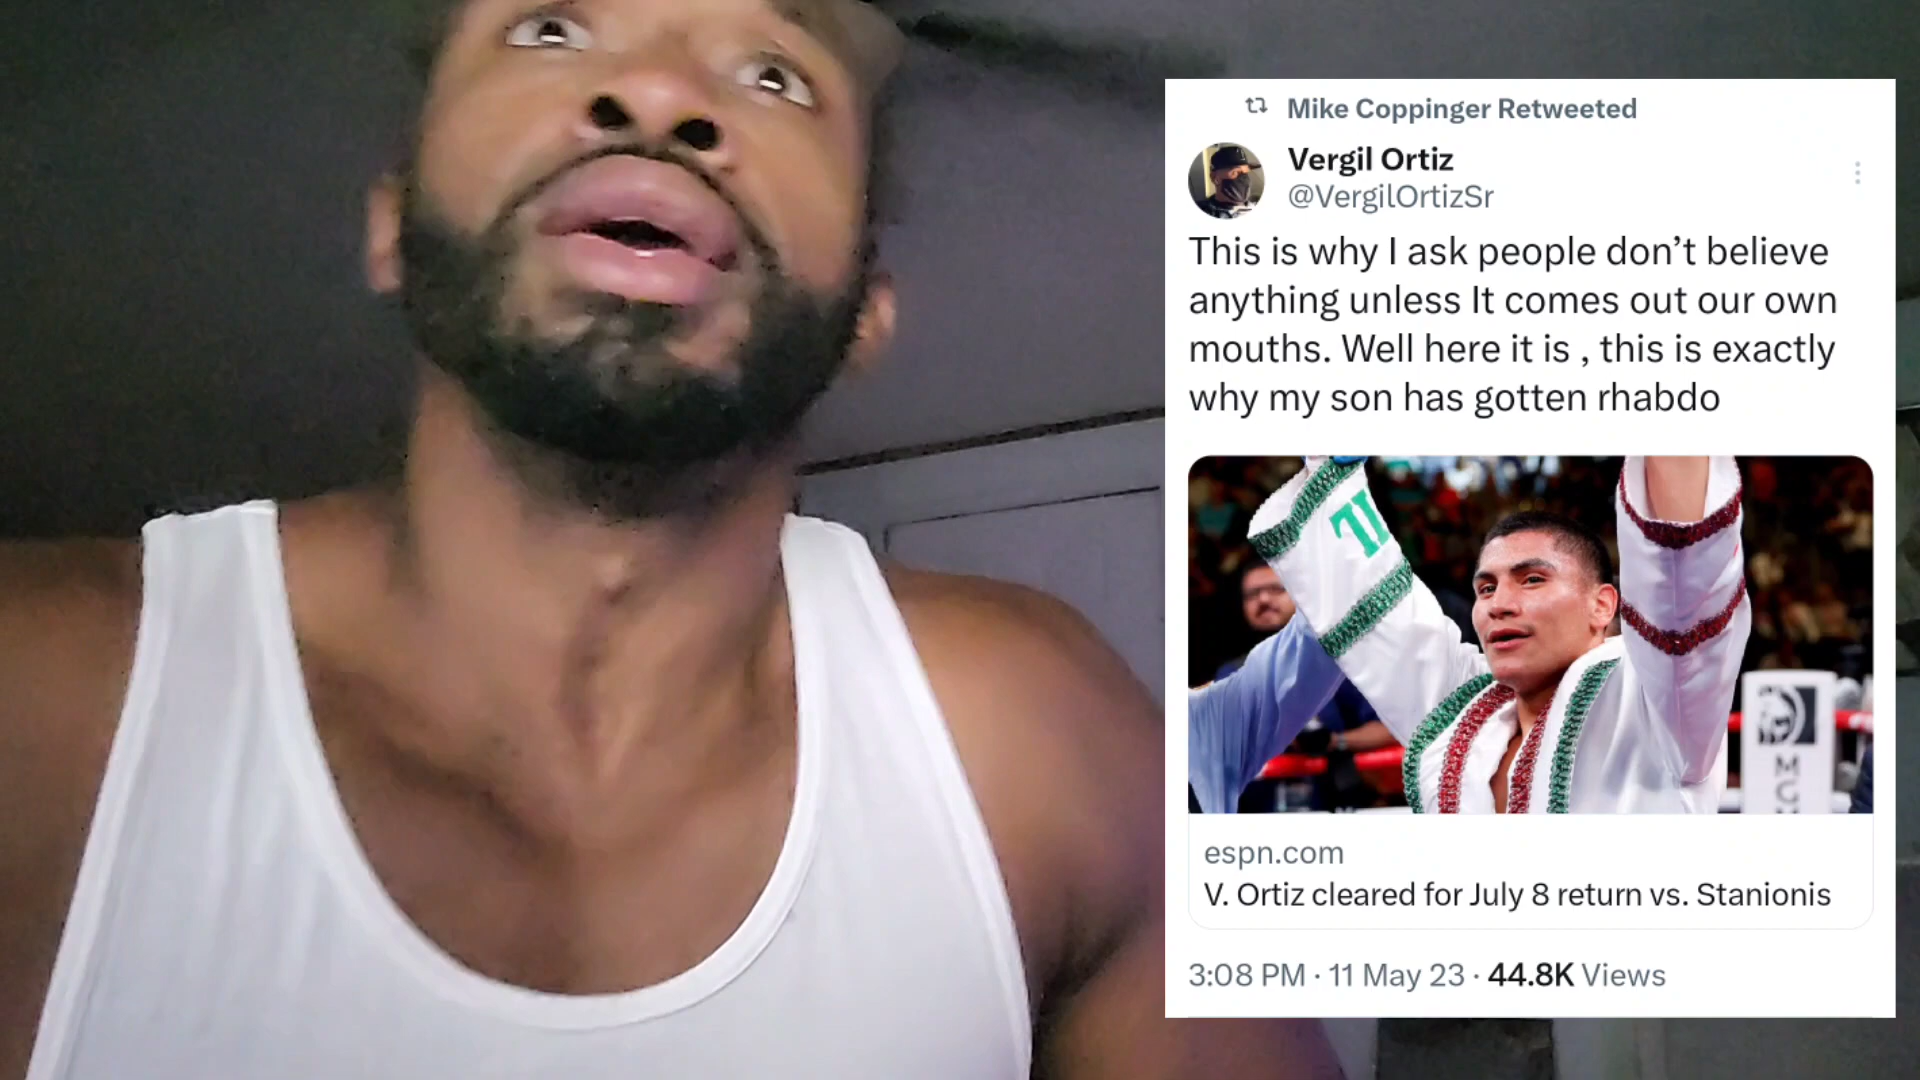 Mike Coppinger Retweeted
Vergil Ortiz
@VergilOrtizSr
This is why I ask people don’t believe
anything unless It comes out our own
mouths. Well here it is , this is exactly
why my son has gotten rhabdo
espn.com
V. Ortiz cleared for July 8 return vs. Stanionis
3:08 PM · 11 May 23 · 44.8K Views